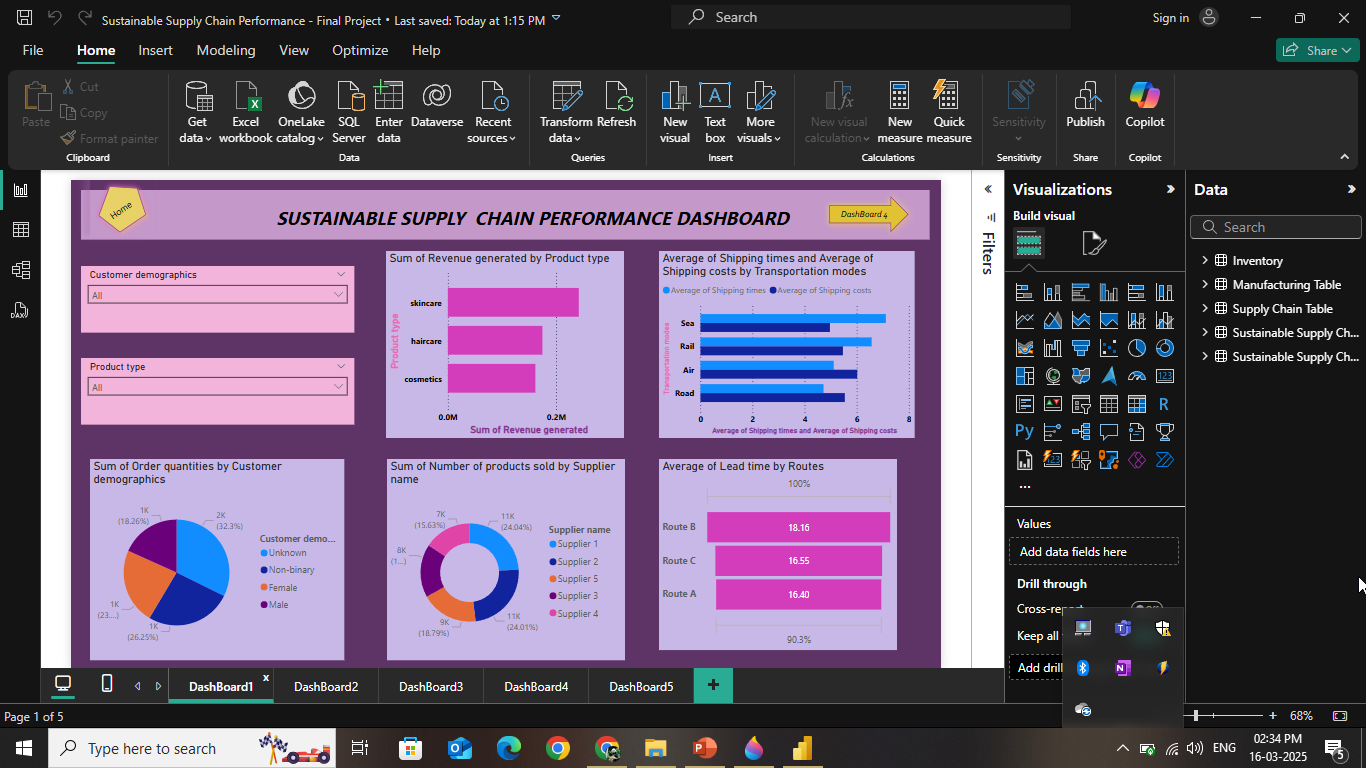 Sustainable Supply Chain Performance - Final Project • Last saved: Today at 1:15 PM
Search
Sign in
File
Home
Insert
Modeling
View
Optimize
Help
Share
Paste
Cut
Copy
Format painter
Clipboard
Get data
Excel workbook
OneLake catalog
SQL Server
Enter data
Dataverse
Recent sources
Data
Transform data
Refresh
Queries
New visual
Text box
More visuals
Insert
New visual calculation
New measure
Quick measure
Calculations
Sensitivity
Sensitivity
Publish
Share
Copilot
Copilot
Home
SUSTAINABLE SUPPLY CHAIN PERFORMANCE DASHBOARD
DashBoard 4
Customer demographics
All
Product type
All
Sum of Revenue generated by Product type
Product type
skincare
haircare
cosmetics
0.0M 0.2M
Sum of Revenue generated
Average of Shipping times and Average of
Shipping costs by Transportation modes
Average of Shipping times Average of Shipping costs
Transportation modes
Sea
Rail
Air
Road
0 2 4 6 8
Average of Shipping times and Average of Shipping costs
Sum of Order quantities by Customer
demographics
1K
(18.26%)
2K
(32.3%)
1K
(23...)
1K
(26.25%)
Customer demo...
Unknown
Non-binary
Female
Male
Sum of Number of products sold by Supplier
name
7K
(15.63%)
11K
(24.04%)
8K
(1...)
9K
(18.79%)
11K
(24.01%)
Supplier name
Supplier 1
Supplier 2
Supplier 5
Supplier 3
Supplier 4
Average of Lead time by Routes
100%
Route B 18.16
Route C 16.55
Route A 16.40
90.3%
Filters
Visualizations
Build visual
R
Py
123
...
Values
Add data fields here
Drill through
Cross-report
Off
Keep all
Add drill
Data
Search
Inventory
Manufacturing Table
Supply Chain Table
Sustainable Supply Ch...
Sustainable Supply Ch...
DashBoard1 x
DashBoard2
DashBoard3
DashBoard4
DashBoard5
+
Page 1 of 5
+ 68%
Type here to search
ENG
02:34 PM
16-03-2025
5